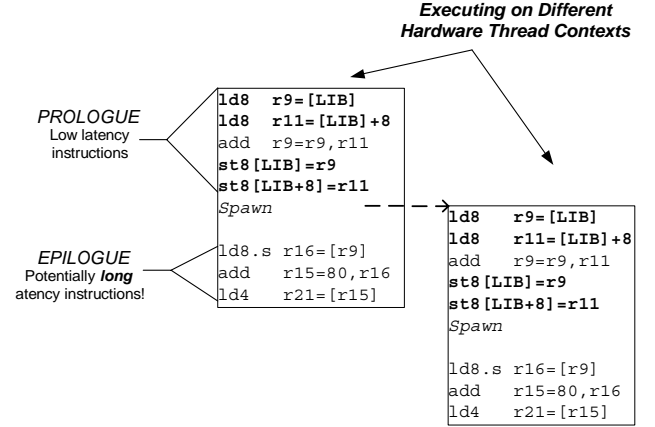 Executing on Different
Hardware Thread Contexts
PROLOGUE
Low latency
instructions
ld8 r9=[LIB]
ld8 r11=[LIB]+8
add r9=r9,r11
st8[LIB]=r9
st8[LIB+8]=r11
Spawn
ld8.s r16=[r9]
add r15=80,r16
ld4 r21=[r15]
EPILOGUE
Potentially long
atency instructions!
ld8 r9=[LIB]
ld8 r11=[LIB]+8
add r9=r9,r11
st8[LIB]=r9
st8[LIB+8]=r11
Spawn
ld8.s r16=[r9]
add r15=80,r16
ld4 r21=[r15]